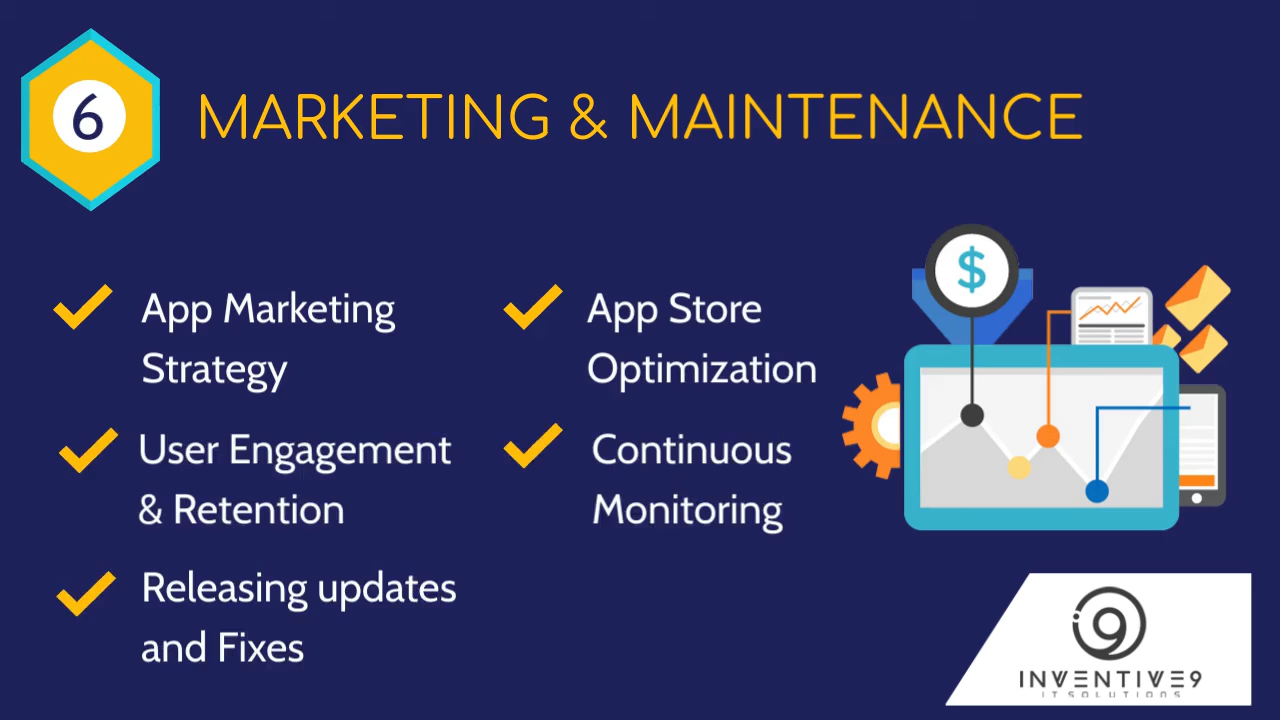 6
MARKETING & MAINTENANCE
App Marketing
Strategy
User Engagement
& Retention
Releasing updates
and Fixes
App Store
Optimization
Continuous
Monitoring
$
i9
INVENTIVE9
IT SOLUTIONS